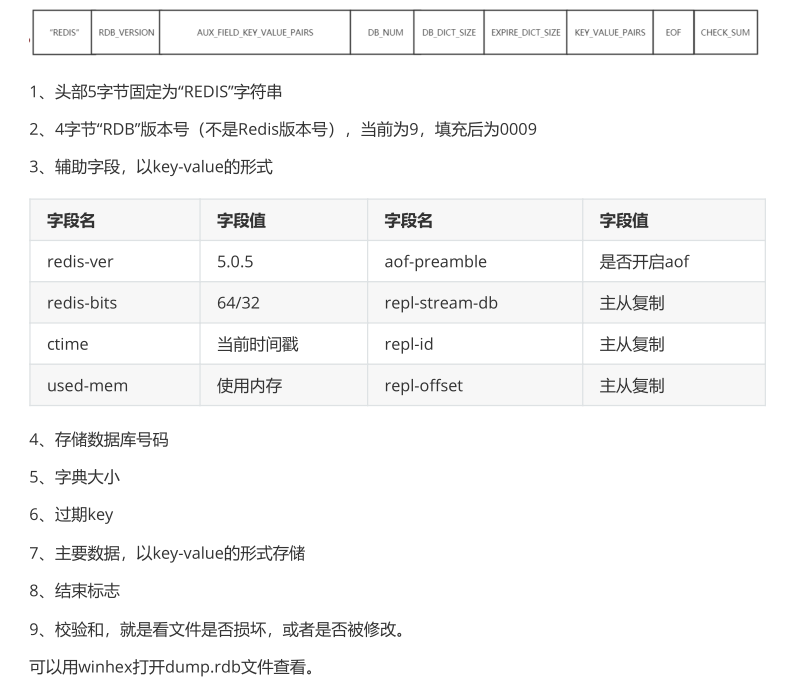 "REDIS" RDB_VERSION AUX_FIELD_KEY_VALUE_PAIRS DB_NUM DB_DICT_SIZE EXPIRE_DICT_SIZE KEY_VALUE_PAIRS EOF CHECK_SUM
1、头部5字节固定为“REDIS”字符串
2、4字节“RDB”版本号（不是Redis版本号），当前为9，填充后为0009
3、辅助字段，以key-value的形式
字段名 字段值 字段名 字段值
redis-ver 5.0.5 aof-preamble 是否开启aof
redis-bits 64/32 repl-stream-db 主从复制
ctime 当前时间戳 repl-id 主从复制
used-mem 使用内存 repl-offset 主从复制
4、存储数据库号码
5、字典大小
6、过期key
7、主要数据，以key-value的形式存储
8、结束标志
9、校验和，就是看文件是否损坏，或者是否被修改。
可以用winhex打开dump.rdb文件查看。